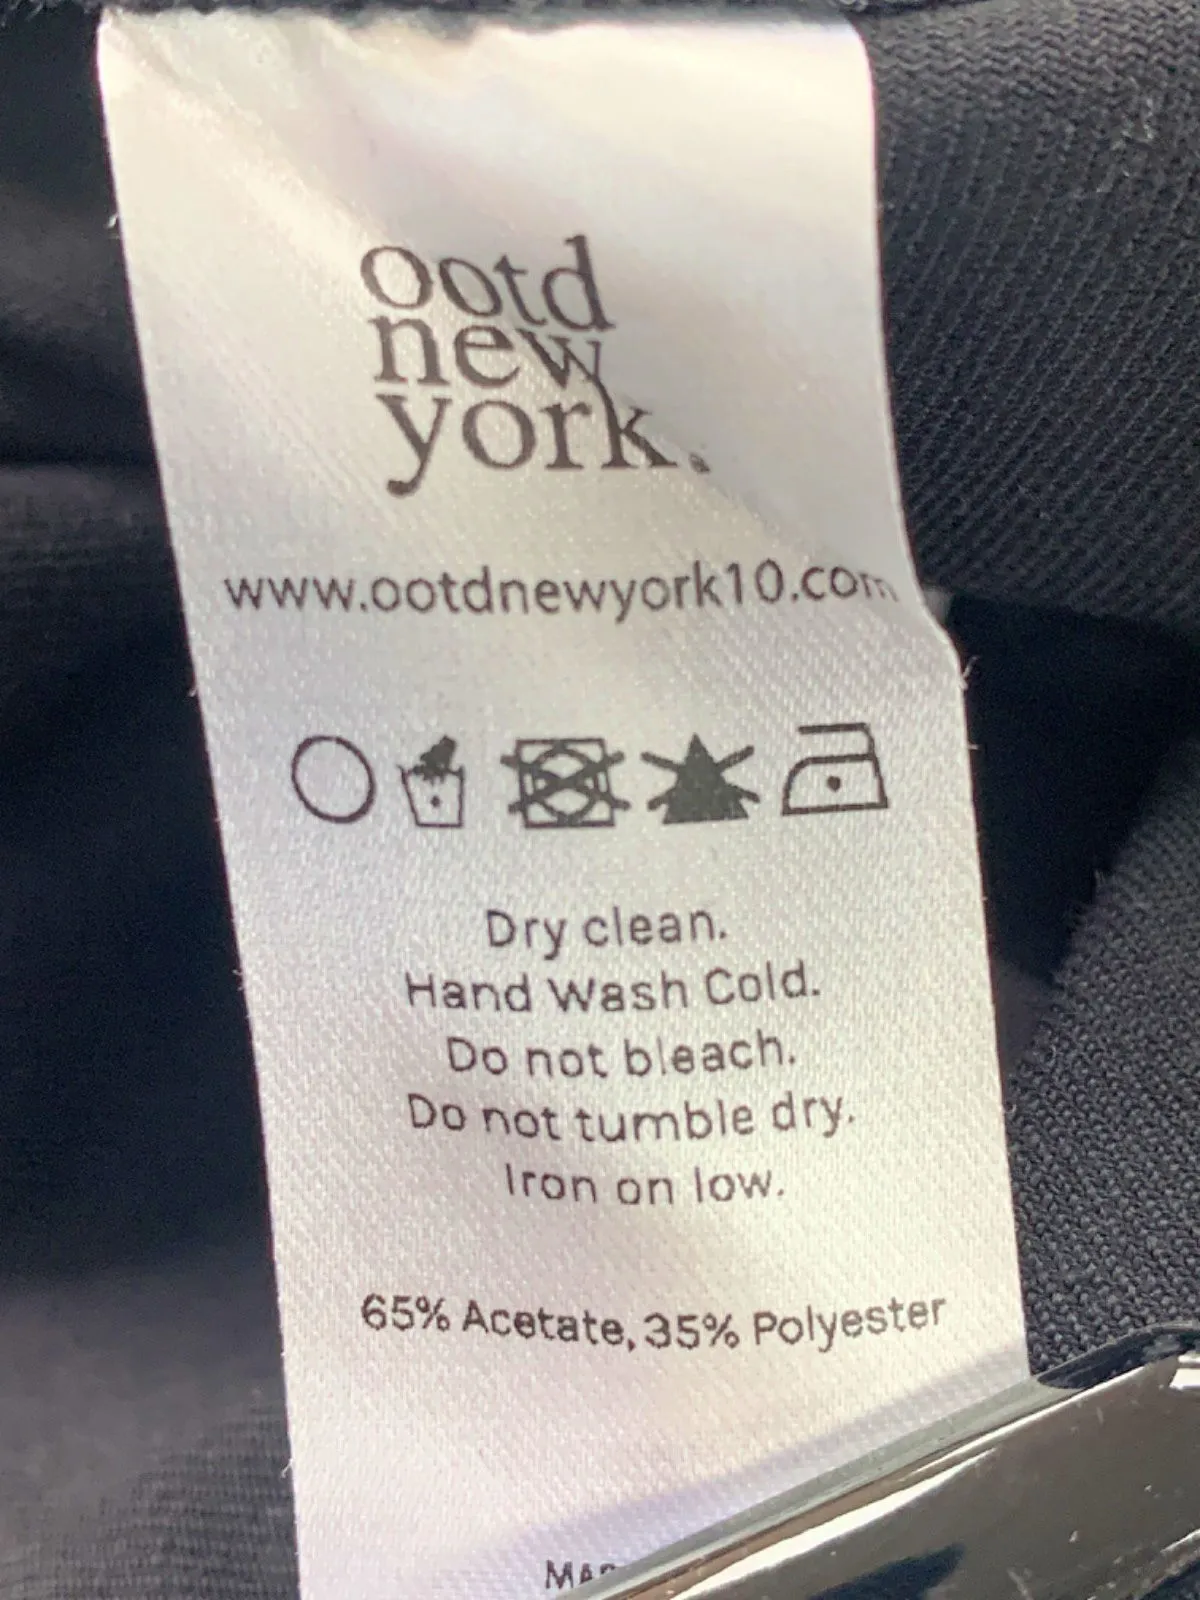 ootd
new
york.
www.ootdnewyork10.com
Dry clean.
Hand Wash Cold.
Do not bleach.
Do not tumble dry.
Iron on low.
65% Acetate, 35% Polyester